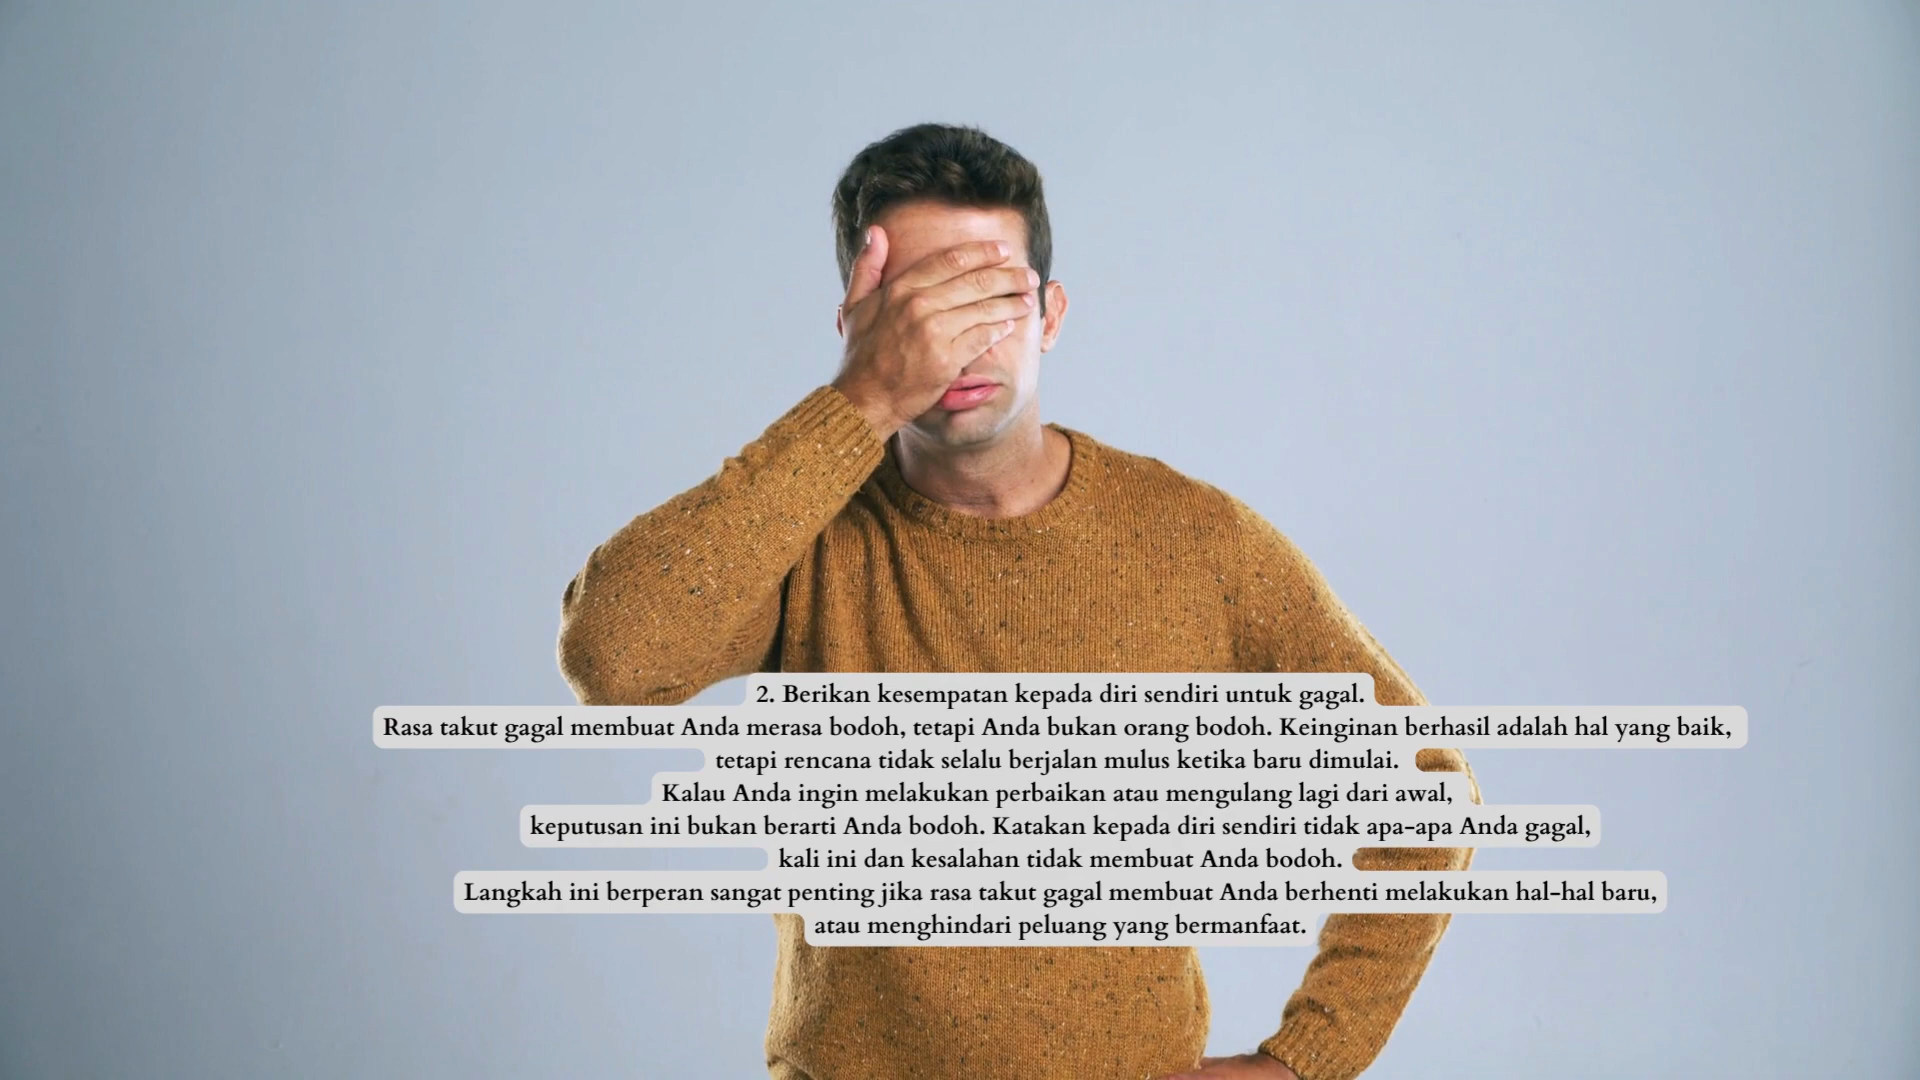 2. Berikan kesempatan kepada diri sendiri untuk gagal.
Rasa takut gagal membuat Anda merasa bodoh, tetapi Anda bukan orang bodoh. Keinginan berhasil adalah hal yang baik,
tetapi rencana tidak selalu berjalan mulus ketika baru dimulai.
Kalau Anda ingin melakukan perbaikan atau mengulang lagi dari awal,
keputusan ini bukan berarti Anda bodoh. Katakan kepada diri sendiri tidak apa-apa Anda gagal,
kali ini dan kesalahan tidak membuat Anda bodoh.
Langkah ini berperan sangat penting jika rasa takut gagal membuat Anda berhenti melakukan hal-hal baru,
atau menghindari peluang yang bermanfaat.